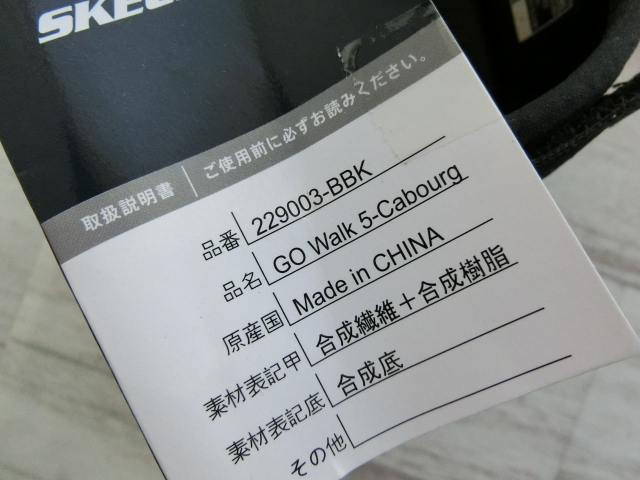 SKEC
取扱説明書 ご使用前に必ずお読みください。
品番 229003-BBK
品名 GO Walk 5-Cabourg
原産国 Made in CHINA
素材表記甲 合成繊維+合成樹脂
素材表記底 合成底
その他